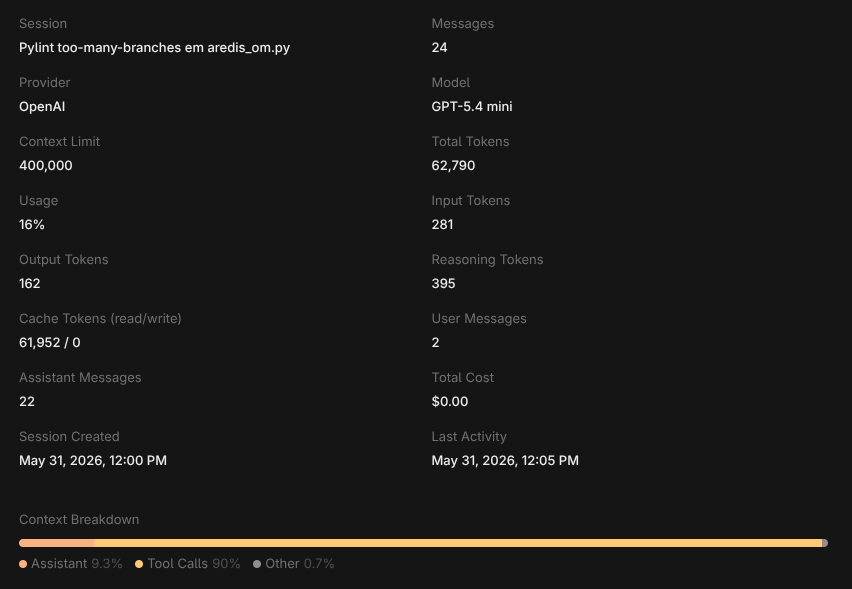 Session
Pylint too-many-branches em aredis_om.py
Messages
24
Provider
OpenAI
Model
GPT-5.4 mini
Context Limit
400,000
Total Tokens
62,790
Usage
16%
Input Tokens
281
Output Tokens
162
Reasoning Tokens
395
Cache Tokens (read/write)
61,952 / 0
User Messages
2
Assistant Messages
22
Total Cost
$0.00
Session Created
May 31, 2026, 12:00 PM
Last Activity
May 31, 2026, 12:05 PM
Context Breakdown
Assistant 9.3% Tool Calls 90% Other 0.7%